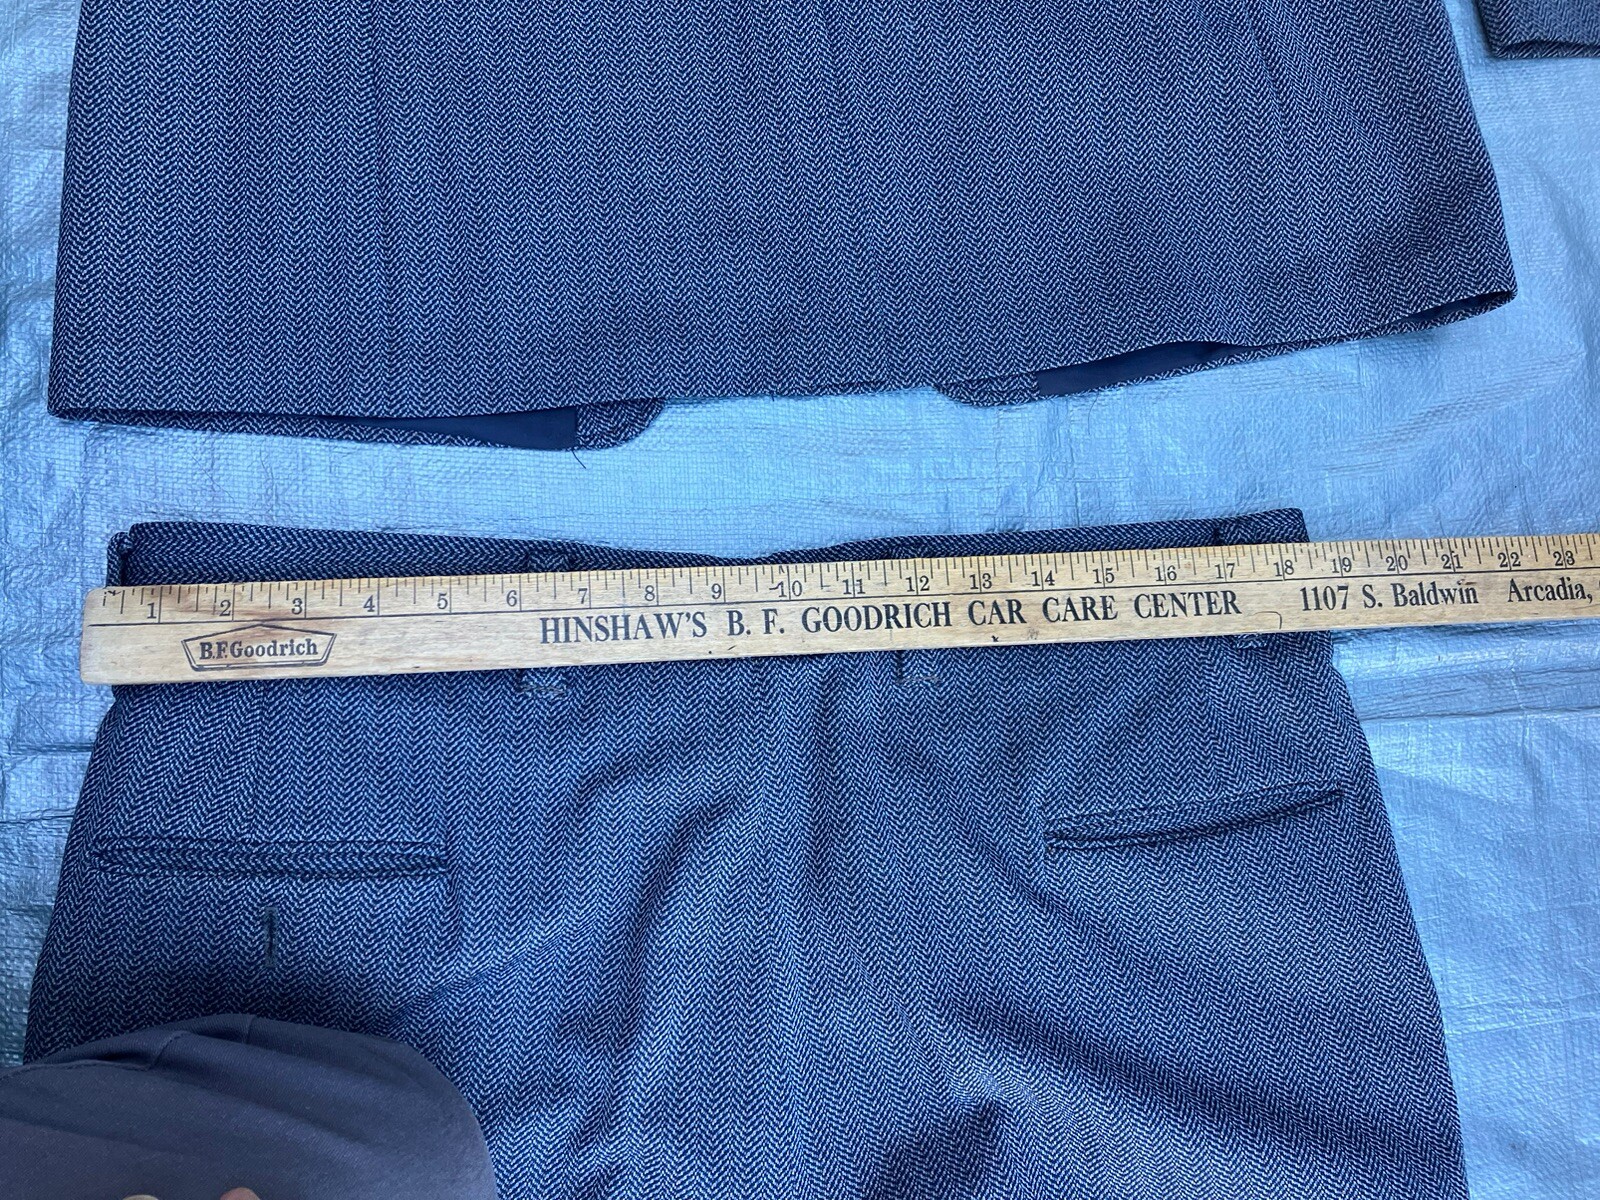 1 2 3 4 5 6 7 8 9 10 11 12 13 14 15 16 17 18 19 20 21 22 23
B.F.Goodrich HINSHAW'S B. F. GOODRICH CAR CARE CENTER 1107 S. Baldwin Arcadia,